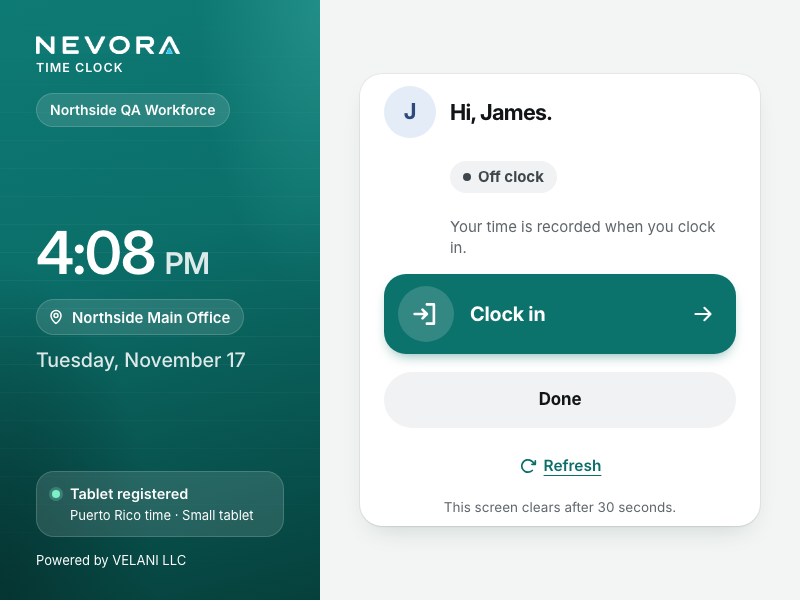 NEVORA
TIME CLOCK
Northside QA Workforce
4:08 PM
Northside Main Office
Tuesday, November 17
Tablet registered
Puerto Rico time · Small tablet
Powered by VELANI LLC
J
Hi, James.
Off clock
Your time is recorded when you clock
in.
Clock in
Done
Refresh
This screen clears after 30 seconds.